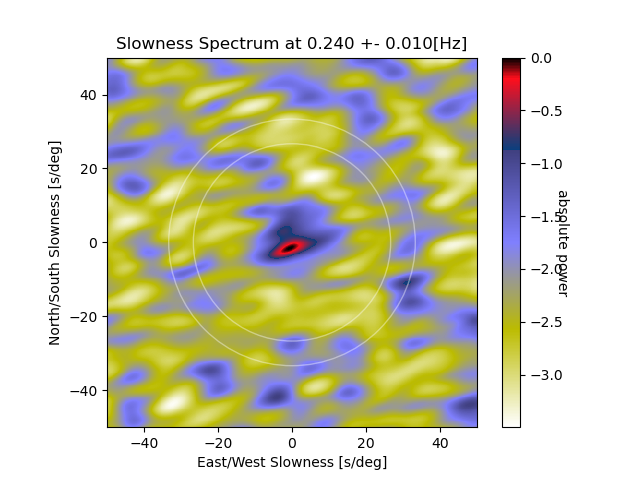 Slowness Spectrum at 0.240 +- 0.010[Hz]
North/South Slowness [s/deg]
40
20
0
−20
−40
−40 −20 0 20 40
East/West Slowness [s/deg]
0.0
−0.5
−1.0
−1.5
−2.0
−2.5
−3.0
absolute power